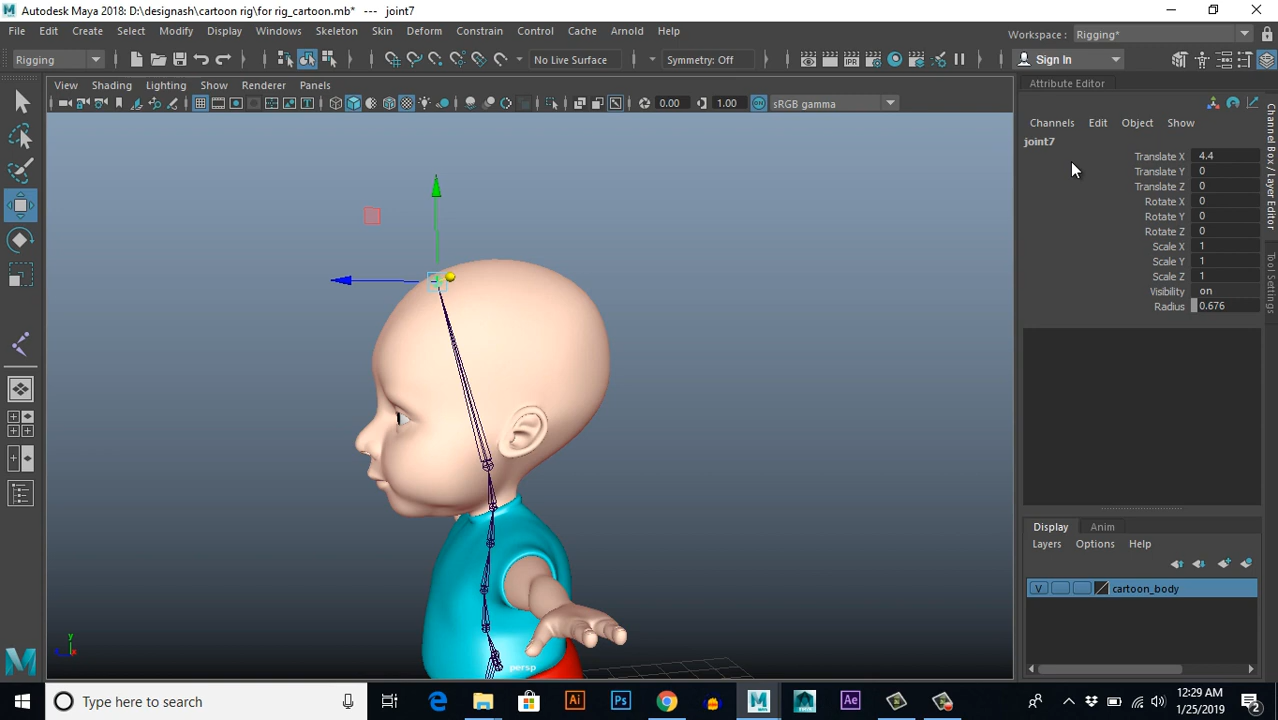 Autodesk Maya 2018: D:\designash\cartoon rig\for rig_cartoon.mb* --- joint7
File Edit Create Select Modify Display Windows Skeleton Skin Deform Constrain Control Cache Arnold Help
Workspace : Rigging*
Rigging
No Live Surface
Symmetry: Off
Sign In
View Shading Lighting Show Renderer Panels
0.00
1.00
sRGB gamma
Attribute Editor
Channels Edit Object Show
joint7
Translate X 4.4
Translate Y 0
Translate Z 0
Rotate X 0
Rotate Y 0
Rotate Z 0
Scale X 1
Scale Y 1
Scale Z 1
Visibility on
Radius 0.676
Channel Box / Layer Editor
Tool Settings
Display Anim
Layers Options Help
V cartoon_body
y
x
persp
Type here to search
12:29 AM
1/25/2019
2